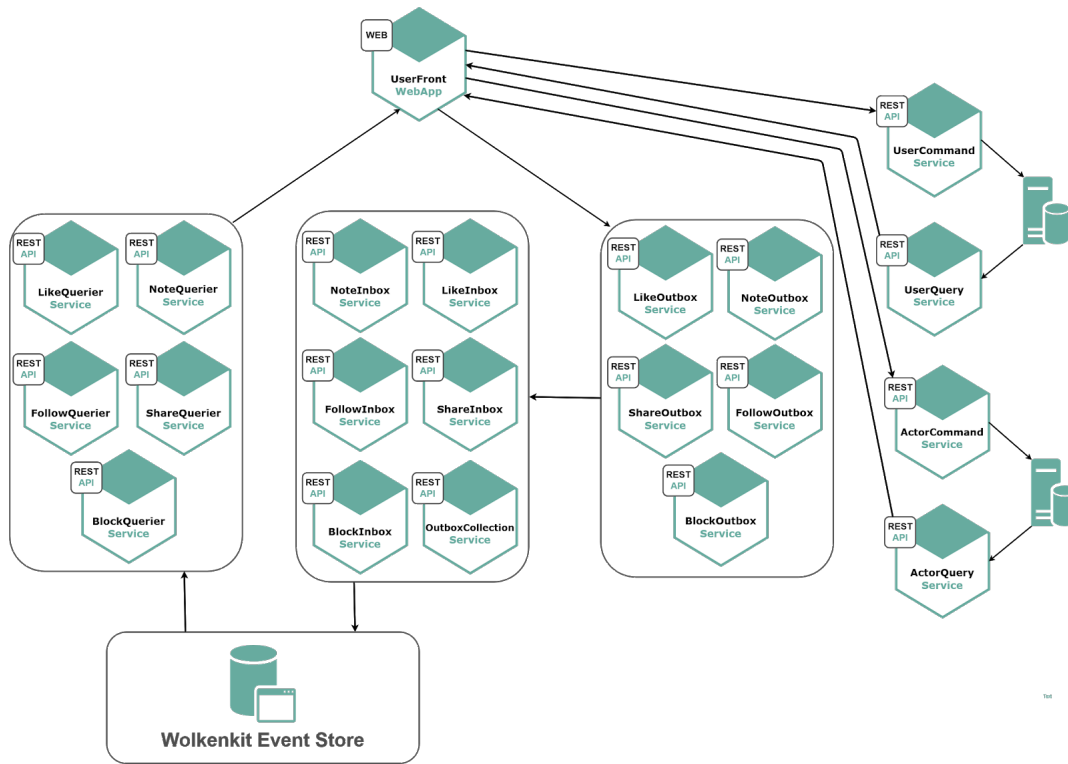 WEB
UserFront
WebApp
REST
API
UserCommand
Service
REST
API
UserQuery
Service
REST
API
ActorCommand
Service
REST
API
ActorQuery
Service
REST
API
LikeQuerier
Service
REST
API
NoteQuerier
Service
REST
API
FollowQuerier
Service
REST
API
ShareQuerier
Service
REST
API
BlockQuerier
Service
REST
API
NoteInbox
Service
REST
API
LikeInbox
Service
REST
API
FollowInbox
Service
REST
API
ShareInbox
Service
REST
API
BlockInbox
Service
REST
API
OutboxCollection
Service
REST
API
LikeOutbox
Service
REST
API
NoteOutbox
Service
REST
API
ShareOutbox
Service
REST
API
FollowOutbox
Service
REST
API
BlockOutbox
Service
Wolkenkit Event Store
Text